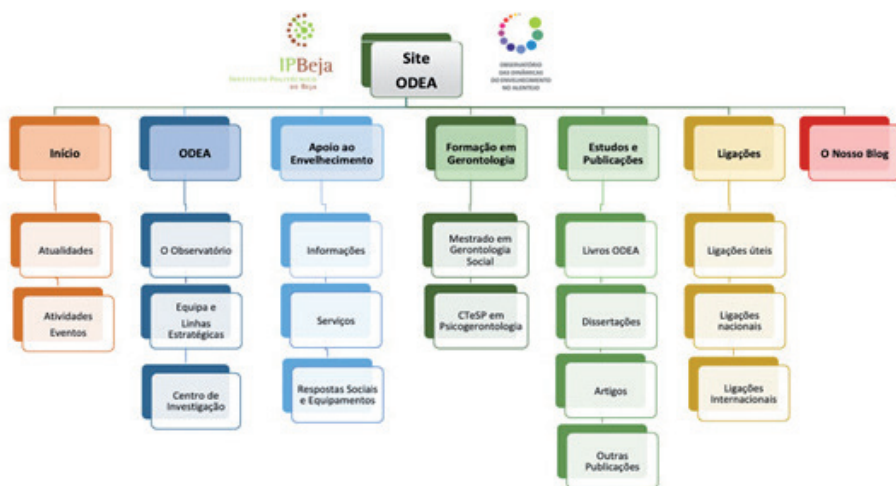 IPBeja
INSTITUTO POLITÉCNICO
DE BEJA
Site
ODEA
OBSERVATÓRIO
DAS DINÂMICAS
DO ENVELHECIMENTO
NO ALENTEJO
Início
ODEA
Apoio ao
Envelhecimento
Formação em
Gerontologia
Estudos e
Publicações
Ligações
O Nosso Blog
Atualidades
Atividades
Eventos
O Observatório
Equipa e
Linhas
Estratégicas
Centro de
Investigação
Informações
Serviços
Respostas Sociais
e Equipamentos
Mestrado em
Gerontologia
Social
CTeSP em
Psicogerontologia
Livros ODEA
Dissertações
Artigos
Outras
Publicações
Ligações úteis
Ligações
nacionais
Ligações
Internacionais